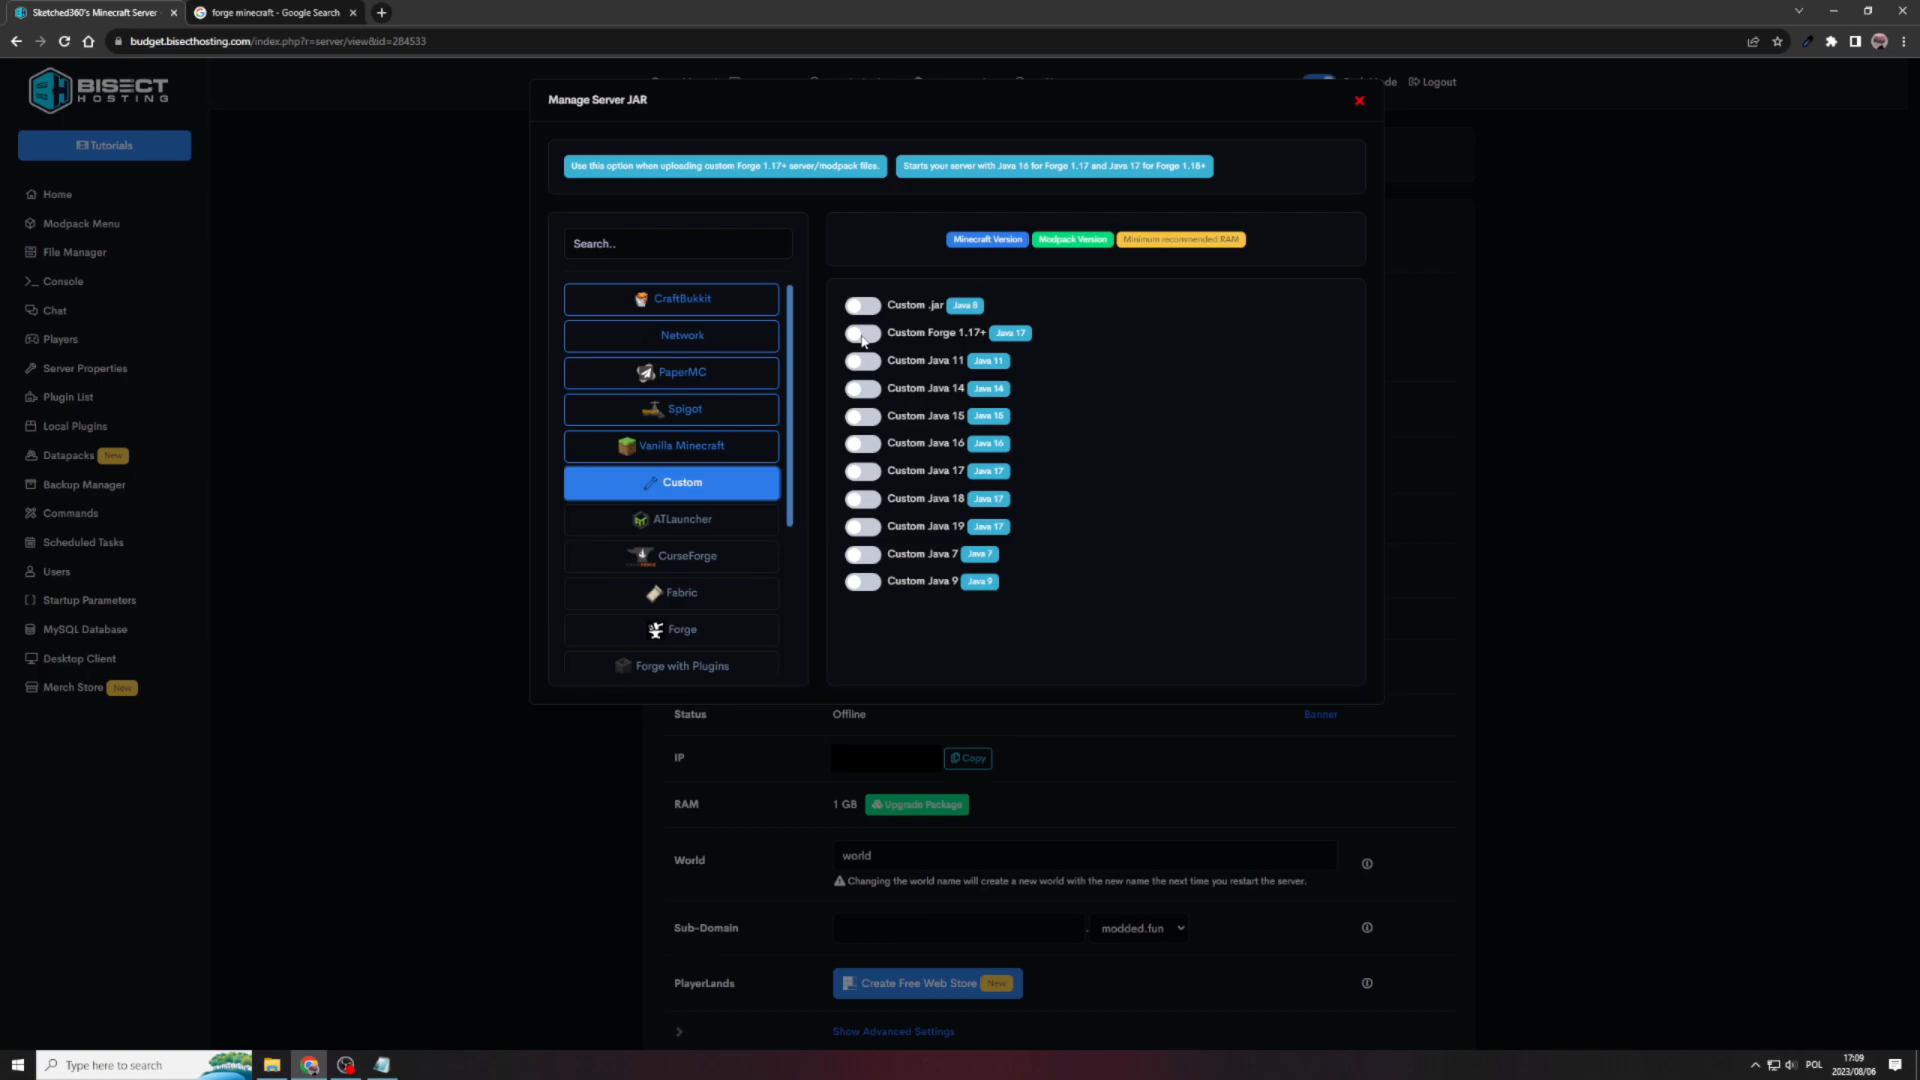 Sketched360's Minecraft Server
forge minecraft - Google Search
budget.bisecthosting.com/index.php?r=server/view&id=284533
BISECT
HOSTING
Tutorials
Home
Modpack Menu
File Manager
Console
Chat
Players
Server Properties
Plugin List
Local Plugins
Datapacks New
Backup Manager
Commands
Scheduled Tasks
Users
Startup Parameters
MySQL Database
Desktop Client
Merch Store New
Logout
Manage Server JAR
Use this option when uploading custom Forge 1.17+ server/modpack files.
Starts your server with Java 16 for Forge 1.17 and Java 17 for Forge 1.18+
Search..
CraftBukkit
Network
PaperMC
Spigot
Vanilla Minecraft
Custom
ATLauncher
CurseForge
Fabric
Forge
Forge with Plugins
Minecraft Version Modpack Version Minimum recommended RAM
Custom .jar Java 8
Custom Forge 1.17+ Java 17
Custom Java 11 Java 11
Custom Java 14 Java 14
Custom Java 15 Java 15
Custom Java 16 Java 16
Custom Java 17 Java 17
Custom Java 18 Java 17
Custom Java 19 Java 17
Custom Java 7 Java 7
Custom Java 9 Java 9
Status Offline Banner
IP Copy
RAM 1 GB Upgrade Package
World world
Changing the world name will create a new world with the new name the next time you restart the server.
Sub-Domain . modded.fun
PlayerLands Create Free Web Store New
Show Advanced Settings
Type here to search
POL
17:09
2023/08/06